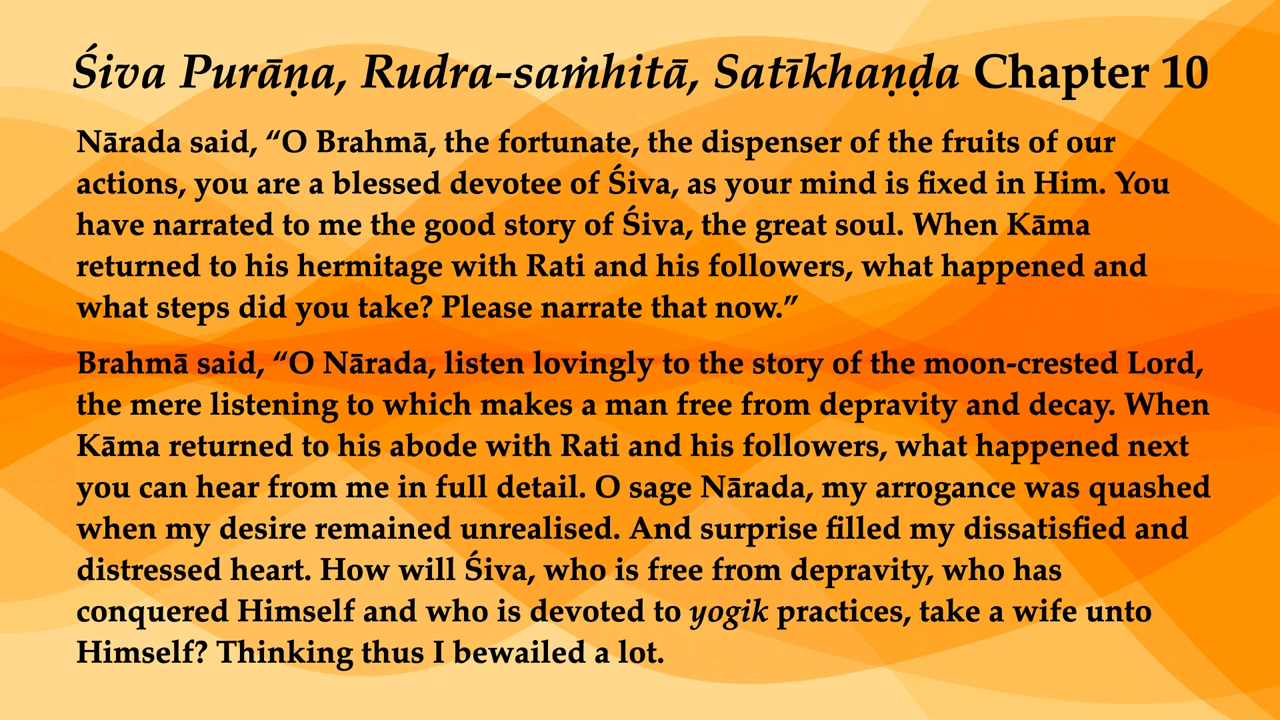 Śiva Purāṇa, Rudra-saṁhitā, Satīkhaṇḍa Chapter 10
Nārada said, “O Brahmā, the fortunate, the dispenser of the fruits of our
actions, you are a blessed devotee of Śiva, as your mind is fixed in Him. You
have narrated to me the good story of Śiva, the great soul. When Kāma
returned to his hermitage with Rati and his followers, what happened and
what steps did you take? Please narrate that now.”
Brahmā said, “O Nārada, listen lovingly to the story of the moon-crested Lord,
the mere listening to which makes a man free from depravity and decay. When
Kāma returned to his abode with Rati and his followers, what happened next
you can hear from me in full detail. O sage Nārada, my arrogance was quashed
when my desire remained unrealised. And surprise filled my dissatisfied and
distressed heart. How will Śiva, who is free from depravity, who has
conquered Himself and who is devoted to yogik practices, take a wife unto
Himself? Thinking thus I bewailed a lot.